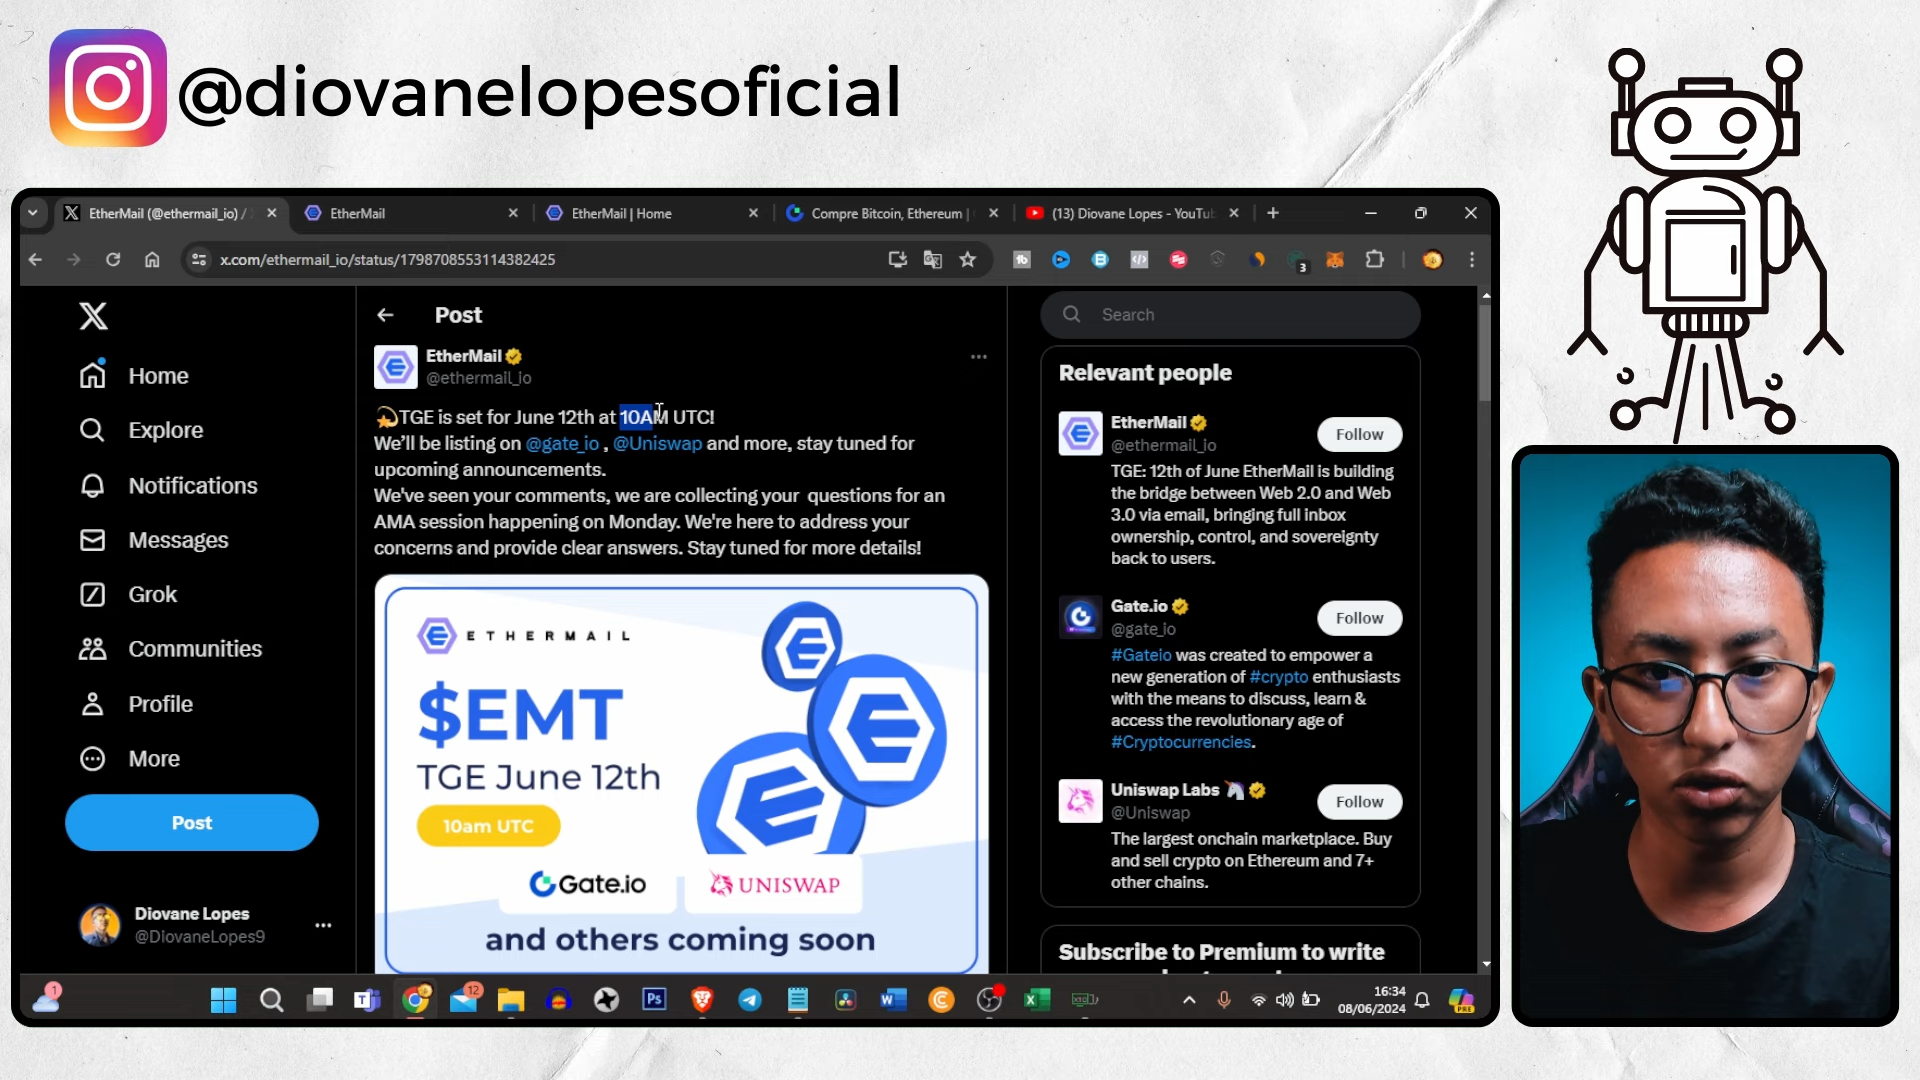 @diovanelopesoficial
EtherMail (@ethermail_io) /
EtherMail
EtherMail | Home
Compre Bitcoin, Ethereum |
(13) Diovane Lopes - YouTu
x.com/ethermail_io/status/1798708553114382425
3
Post
Search
Home
Explore
Notifications
Messages
Grok
Communities
Profile
More
Post
Diovane Lopes
@DiovaneLopes9
EtherMail
@ethermail_io
TGE is set for June 12th at 10AM UTC!
We'll be listing on @gate_io , @Uniswap and more, stay tuned for
upcoming announcements.
We've seen your comments, we are collecting your questions for an
AMA session happening on Monday. We're here to address your
concerns and provide clear answers. Stay tuned for more details!
ETHERMAIL
$EMT
TGE June 12th
10am UTC
Gate.io
UNISWAP
and others coming soon
Relevant people
EtherMail
@ethermail_io
Follow
TGE: 12th of June EtherMail is building
the bridge between Web 2.0 and Web
3.0 via email, bringing full inbox
ownership, control, and sovereignty
back to users.
Gate.io
@gate_io
Follow
#Gateio was created to empower a
new generation of #crypto enthusiasts
with the means to discuss, learn &
access the revolutionary age of
#Cryptocurrencies.
Uniswap Labs
@Uniswap
Follow
The largest onchain marketplace. Buy
and sell crypto on Ethereum and 7+
other chains.
Subscribe to Premium to write
1
12
Ps
16:34
08/06/2024